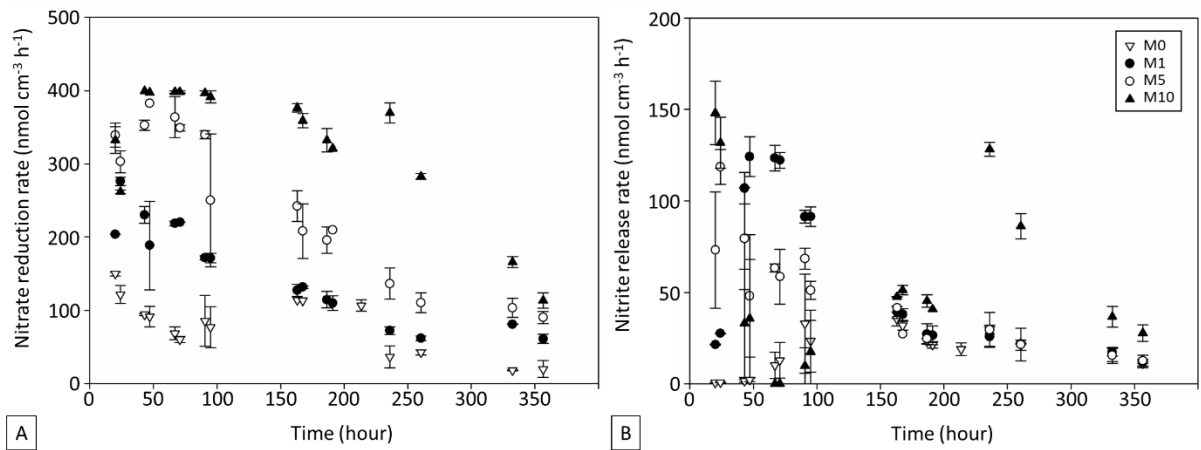 500
400
300
200
100
0
Nitrate reduction rate (nmol cm⁻³ h⁻¹)
0 50 100 150 200 250 300 350
Time (hour)
A
200
150
100
50
0
Nitrite release rate (nmol cm⁻³ h⁻¹)
M0
M1
M5
M10
0 50 100 150 200 250 300 350
Time (hour)
B